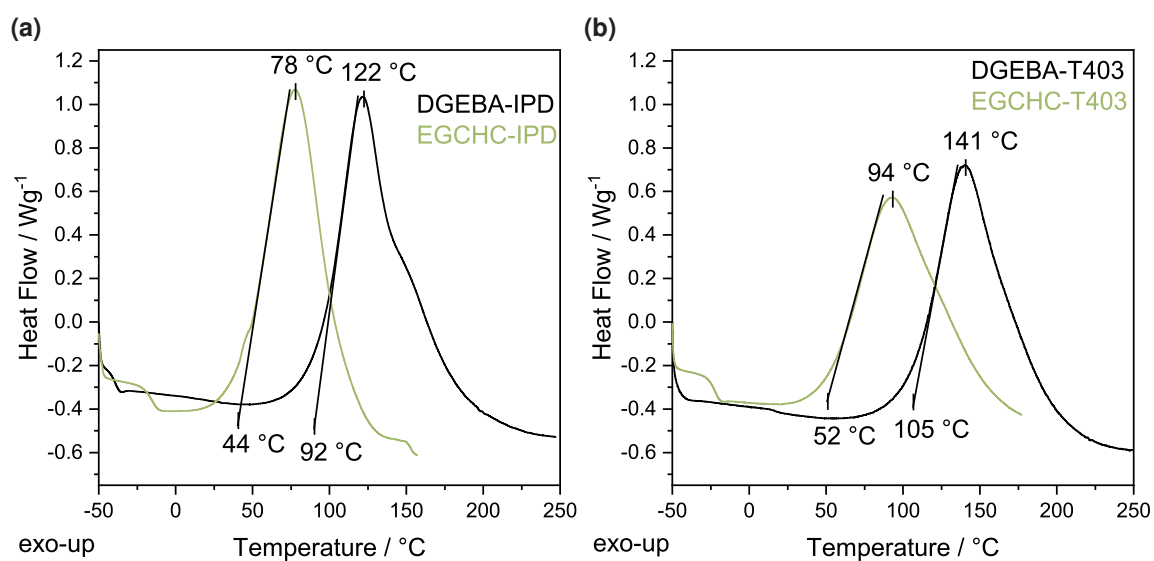 (a)
78 °C
122 °C
DGEBA-IPD
EGCHC-IPD
44 °C
92 °C
1.2
1.0
0.8
0.6
0.4
0.2
0.0
-0.2
-0.4
-0.6
Heat Flow / Wg⁻¹
-50 0 50 100 150 200 250
exo-up
Temperature / °C
(b)
DGEBA-T403
EGCHC-T403
94 °C
141 °C
52 °C
105 °C
1.2
1.0
0.8
0.6
0.4
0.2
0.0
-0.2
-0.4
-0.6
Heat Flow / Wg⁻¹
-50 0 50 100 150 200 250
exo-up
Temperature / °C